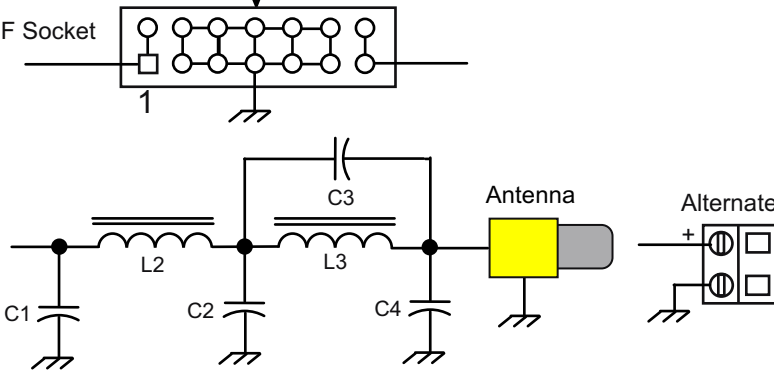 F Socket
1
C3
Antenna
Alternate
L2
L3
+
C1
C2
C4